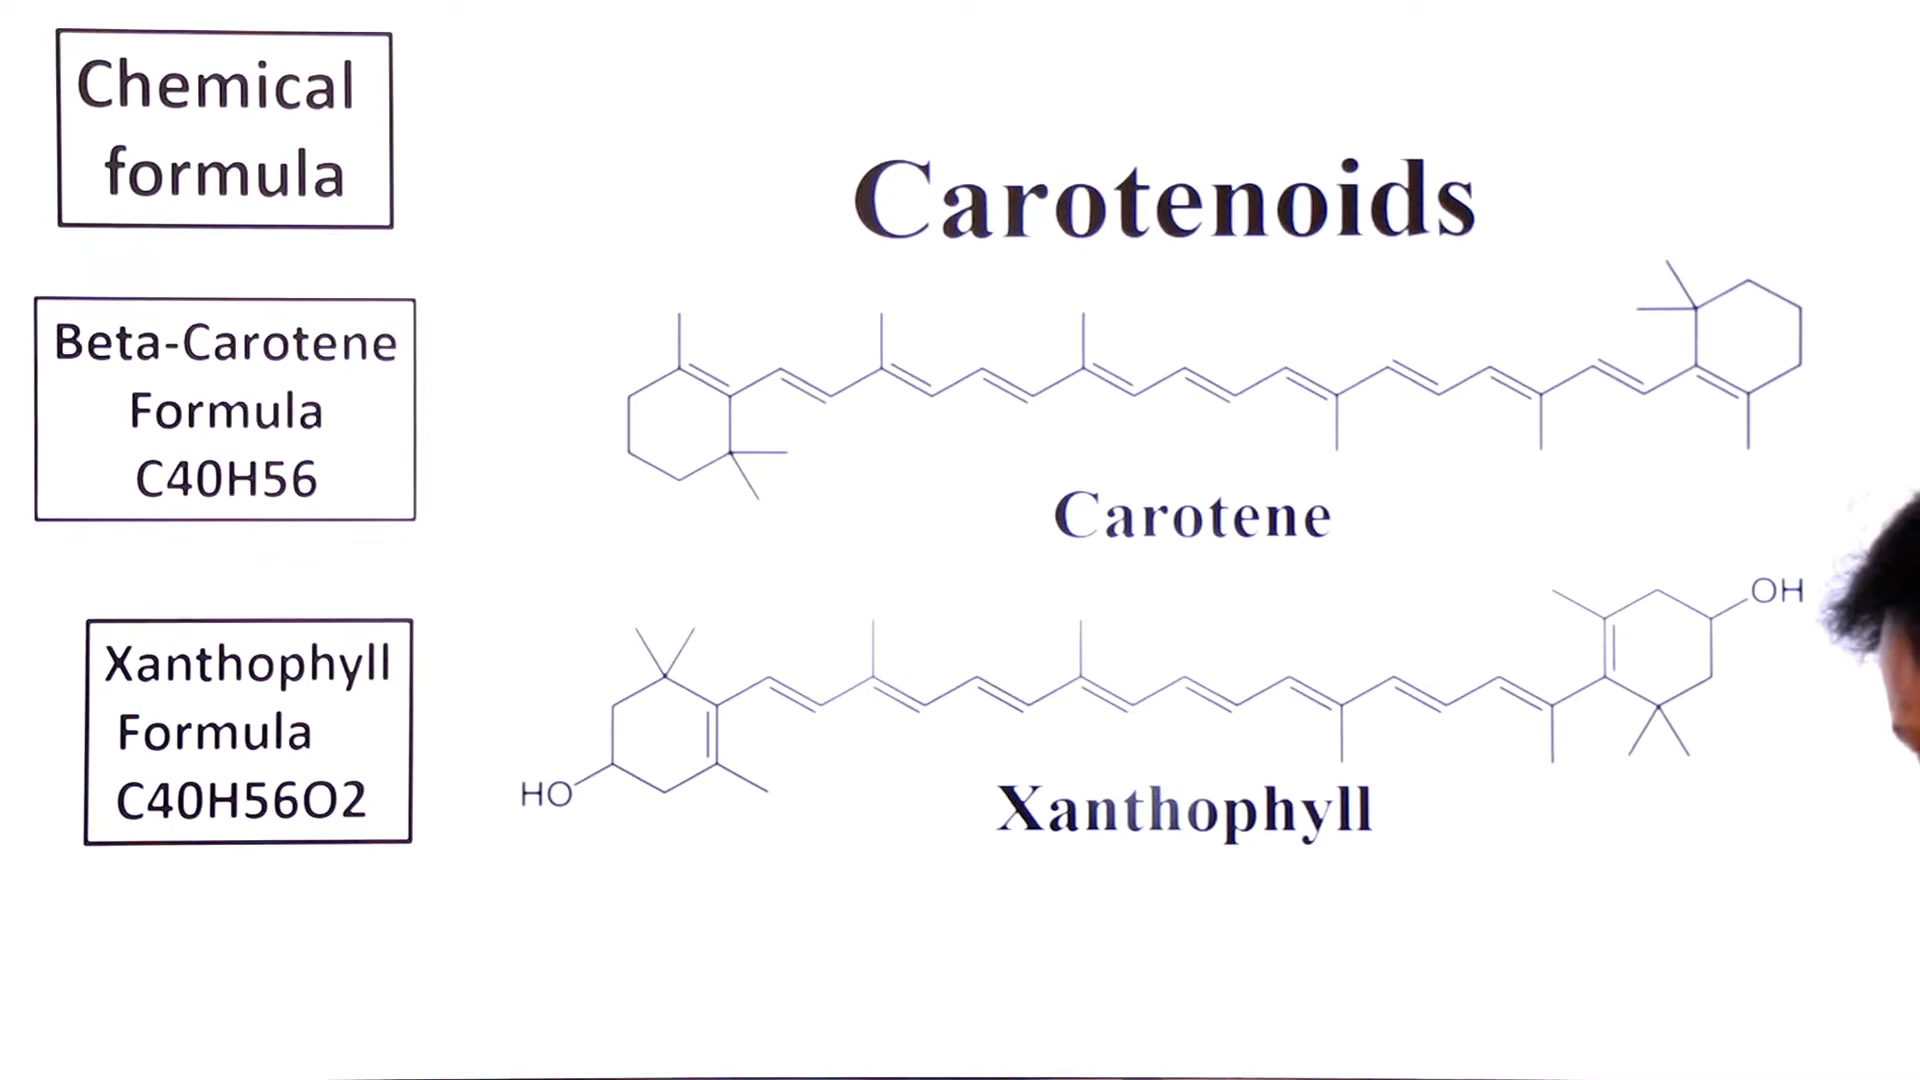 Chemical
formula
Carotenoids
Beta-Carotene
Formula
C40H56
Carotene
OH
Xanthophyll
Formula
C40H56O2
HO
Xanthophyll